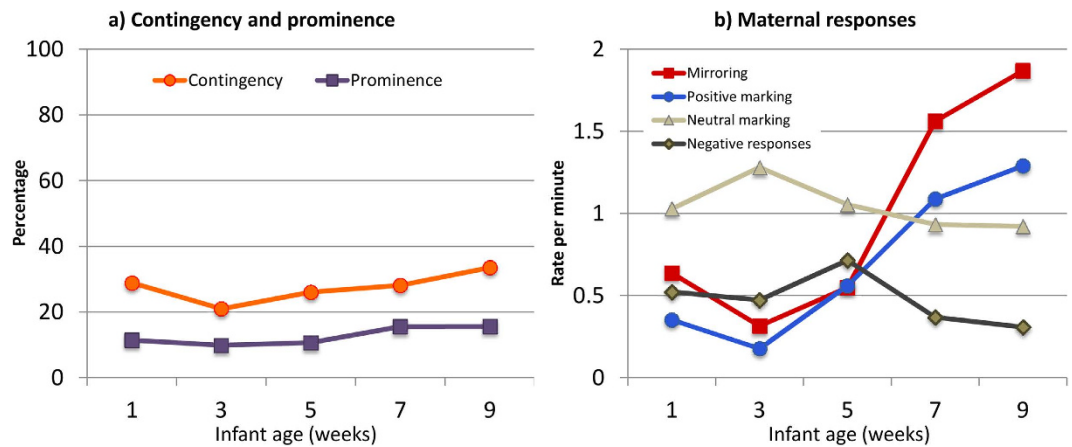 a) Contingency and prominence
100
80
60
40
20
0
Percentage
Contingency
Prominence
1 3 5 7 9
Infant age (weeks)
b) Maternal responses
2
1.5
1
0.5
0
Rate per minute
Mirroring
Positive marking
Neutral marking
Negative responses
1 3 5 7 9
Infant age (weeks)